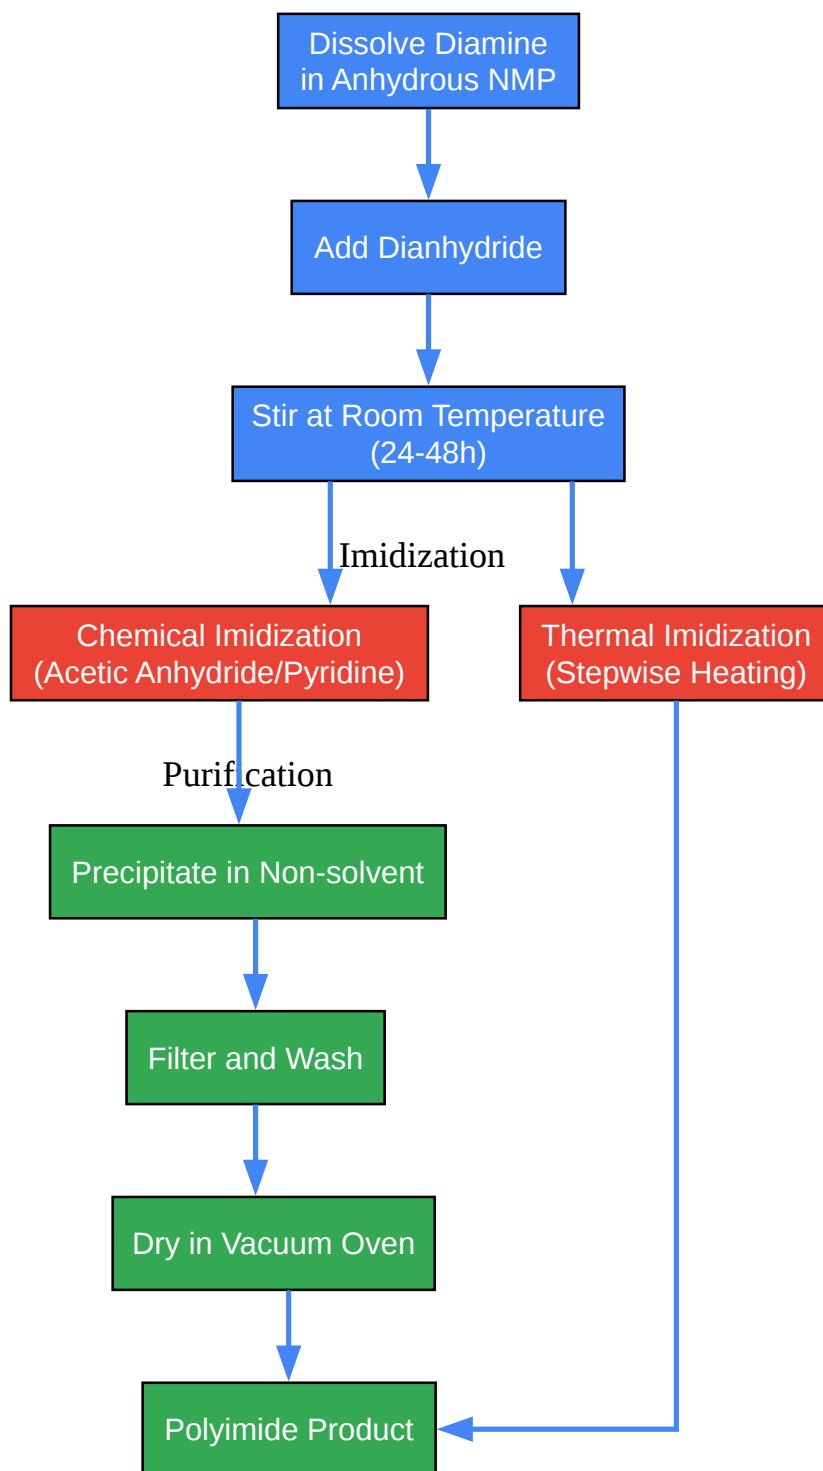 Dissolve Diamine
in Anhydrous NMP
Add Dianhydride
Stir at Room Temperature
(24-48h)
Imidization
Chemical Imidization
(Acetic Anhydride/Pyridine)
Thermal Imidization
(Stepwise Heating)
Purification
Precipitate in Non-solvent
Filter and Wash
Dry in Vacuum Oven
Polyimide Product